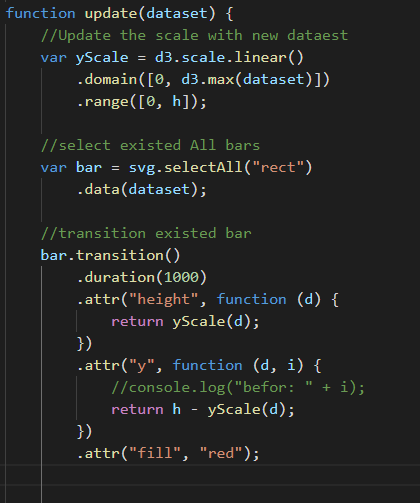 function update(dataset) {
    //Update the scale with new dataest
    var yScale = d3.scale.linear()
        .domain([0, d3.max(dataset)])
        .range([0, h]);

    //select existed All bars
    var bar = svg.selectAll("rect")
        .data(dataset);

    //transition existed bar
    bar.transition()
        .duration(1000)
        .attr("height", function (d) {
            return yScale(d);
        })
        .attr("y", function (d, i) {
            //console.log("befor: " + i);
            return h - yScale(d);
        })
        .attr("fill", "red");